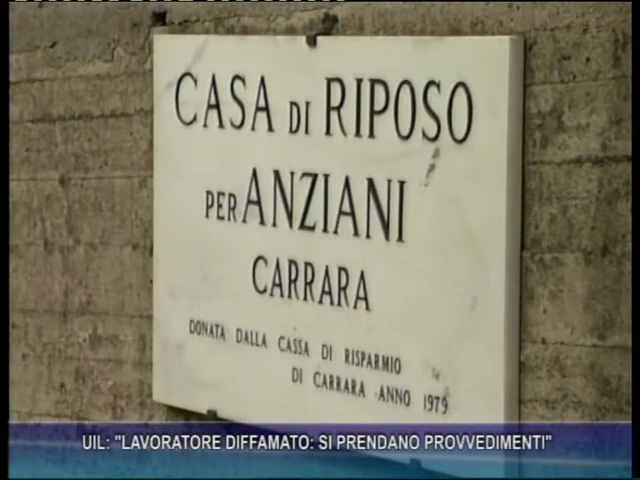 CASA DI RIPOSO
PER ANZIANI
CARRARA
DONATA DALLA CASSA DI RISPARMIO
DI CARRARA ANNO 1979
UIL: "LAVORATORE DIFFAMATO: SI PRENDANO PROVVEDIMENTI"